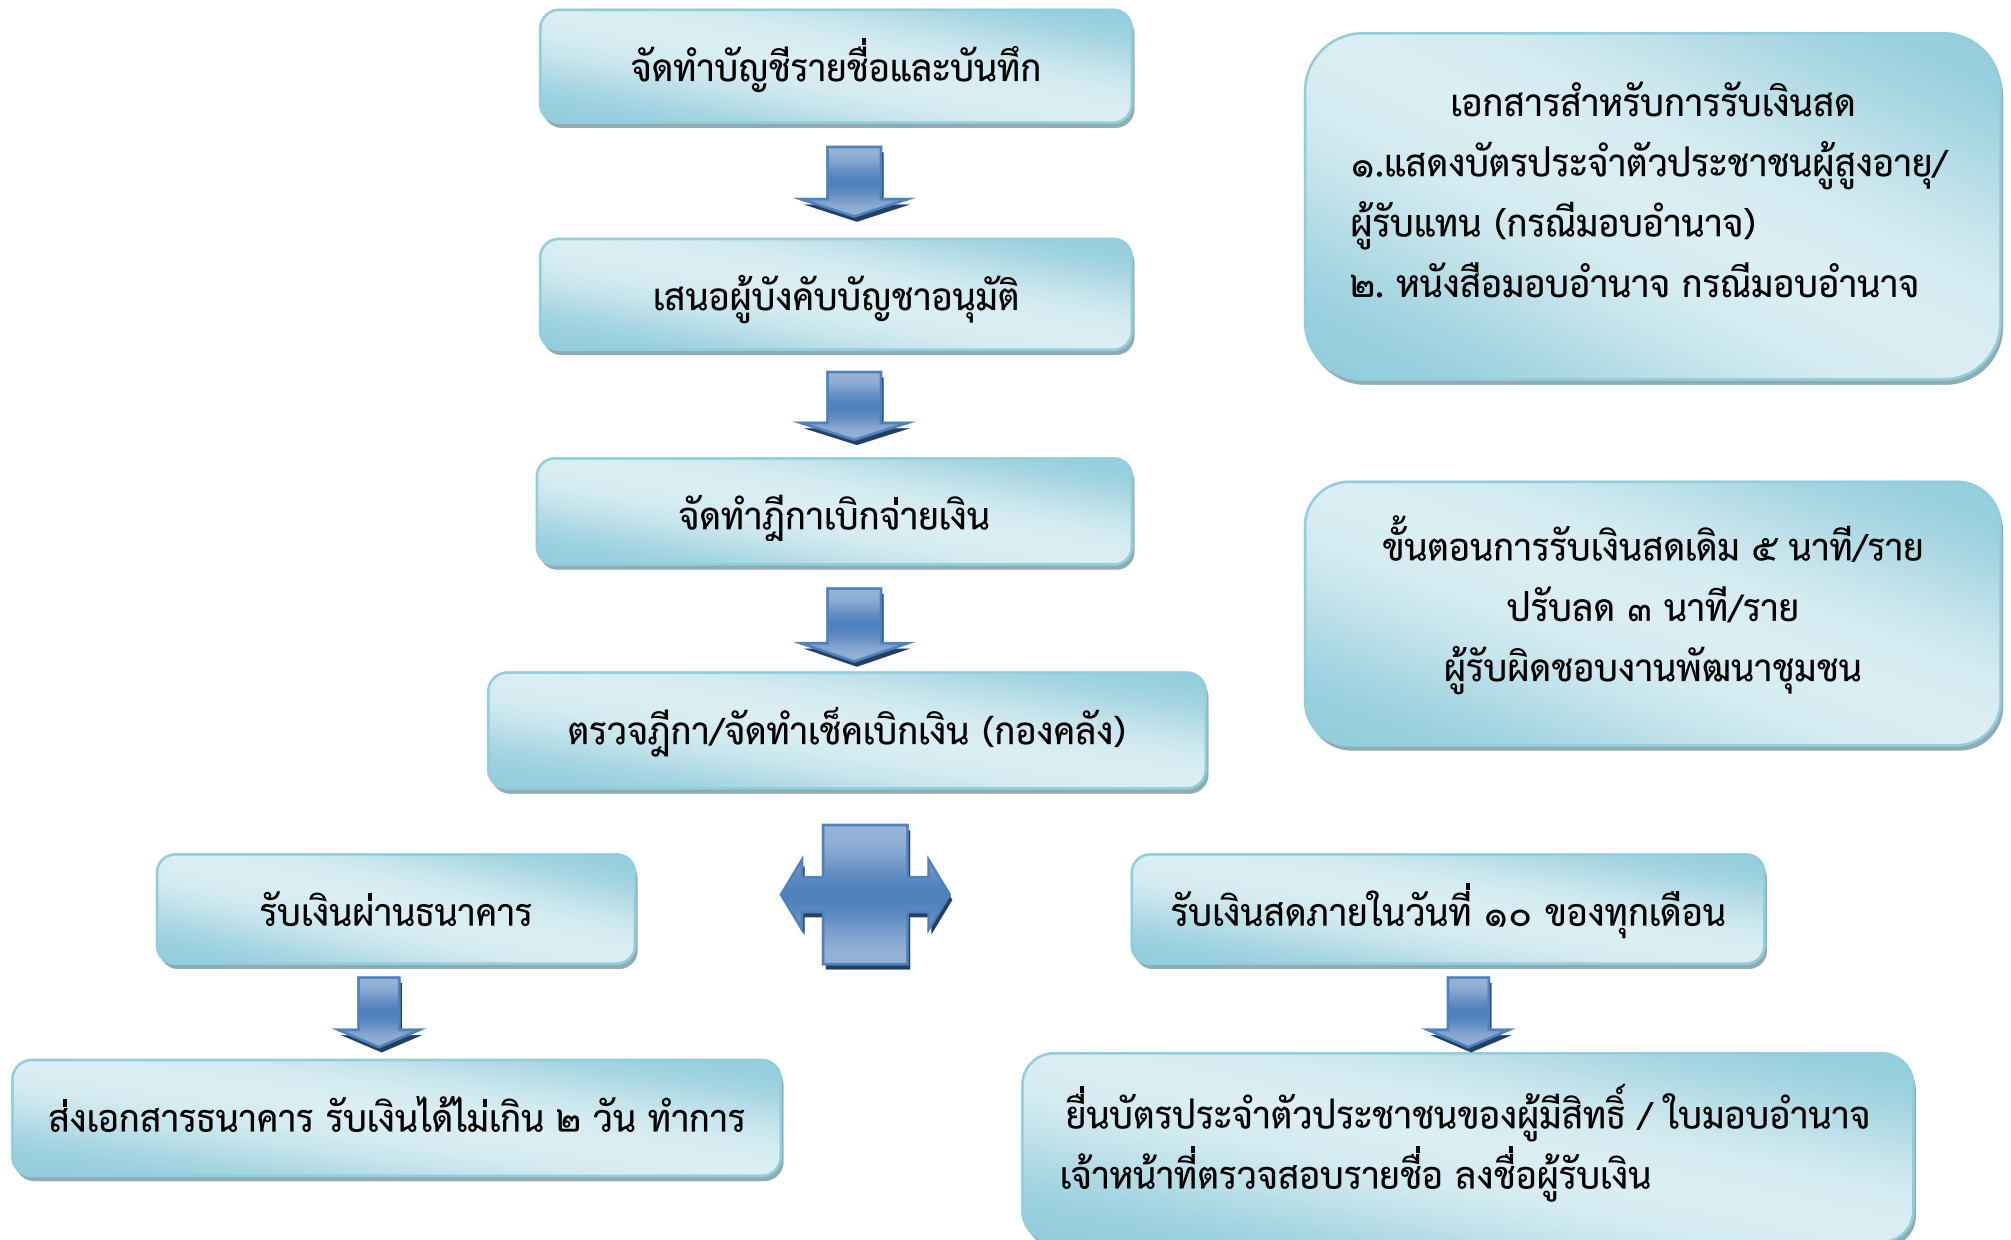 จัดทำบัญชีรายชื่อและบันทึก
เสนอผู้บังคับบัญชาอนุมัติ
จัดทำฎีกาเบิกจ่ายเงิน
ตรวจฎีกา/จัดทำเช็คเบิกเงิน (กองคลัง)
รับเงินผ่านธนาคาร
ส่งเอกสารธนาคาร รับเงินได้ไม่เกิน ๒ วัน ทำการ
รับเงินสดภายในวันที่ ๑๐ ของทุกเดือน
ยื่นบัตรประจำตัวประชาชนของผู้มีสิทธิ์ / ใบมอบอำนาจ
เจ้าหน้าที่ตรวจสอบรายชื่อ ลงชื่อผู้รับเงิน
เอกสารสำหรับการรับเงินสด
๑.แสดงบัตรประจำตัวประชาชนผู้สูงอายุ/
ผู้รับแทน (กรณีมอบอำนาจ)
๒. หนังสือมอบอำนาจ กรณีมอบอำนาจ
ขั้นตอนการรับเงินสดเดิม ๕ นาที/ราย
ปรับลด ๓ นาที/ราย
ผู้รับผิดชอบงานพัฒนาชุมชน